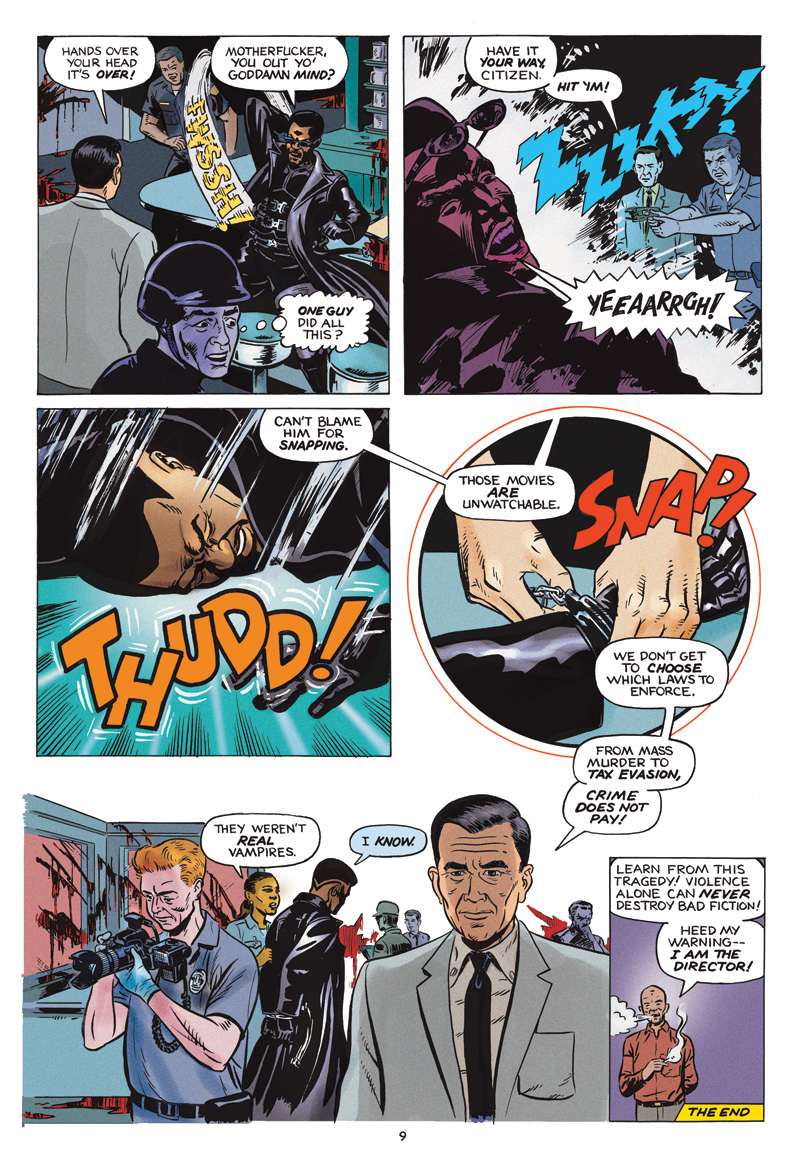 HANDS OVER
YOUR HEAD
IT'S OVER!
MOTHERFUCKER,
YOU OUT YO'
GODDAMN MIND?
FWSSSH
ONE GUY
DID ALL
THIS?
HAVE IT
YOUR WAY,
CITIZEN.
HIT 'IM!
ZZZZKKY!
YEEAARRGH!
CAN'T BLAME
HIM FOR
SNAPPING.
THUDD!
THOSE MOVIES
ARE
UNWATCHABLE.
SNAP!
WE DON'T GET
TO CHOOSE
WHICH LAWS TO
ENFORCE.
FROM MASS
MURDER TO
TAX EVASION,
CRIME
DOES NOT
PAY!
THEY WEREN'T
REAL
VAMPIRES.
I KNOW.
LEARN FROM THIS
TRAGEDY! VIOLENCE
ALONE CAN NEVER
DESTROY BAD FICTION!
HEED MY
WARNING--
I AM THE
DIRECTOR!
THE END
9